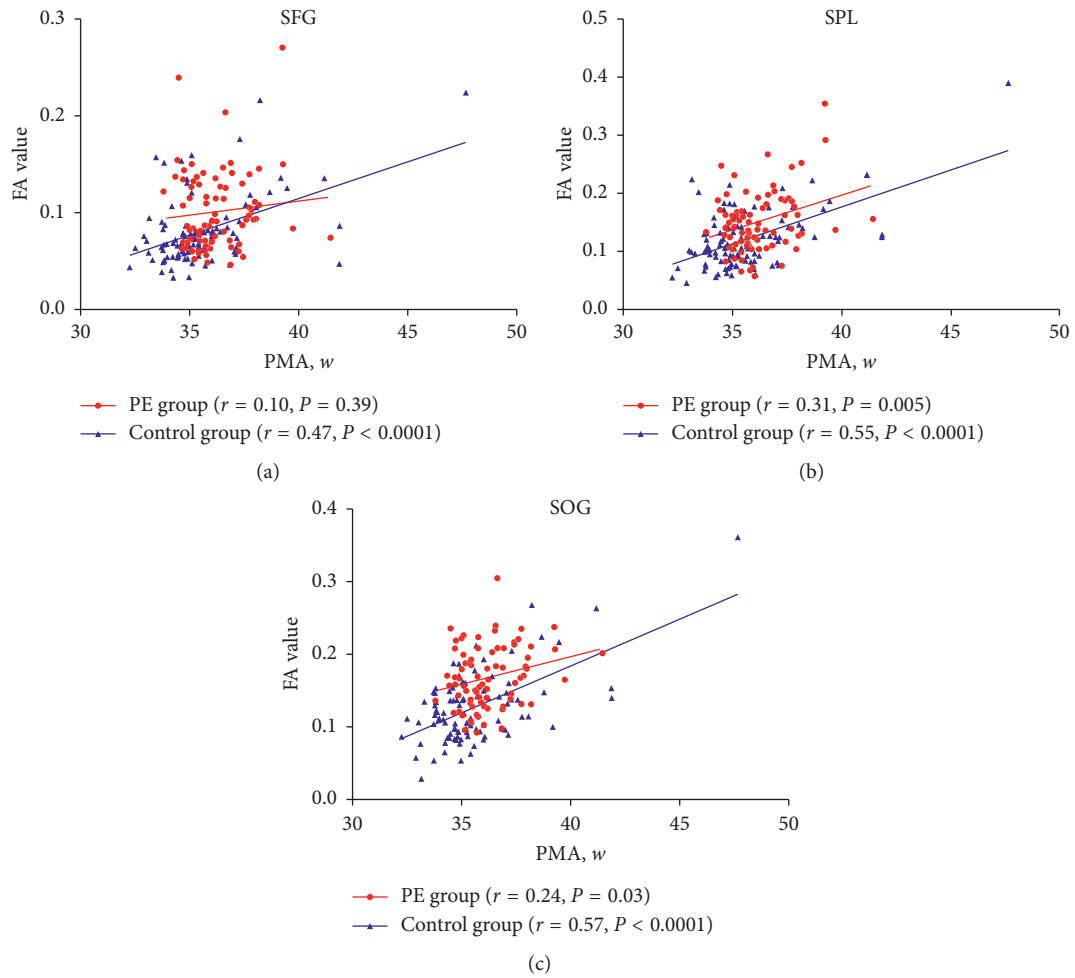 SFG
0.3
0.2
0.1
0.0
FA value
30 35 40 45 50
PMA, w
PE group (r = 0.10, P = 0.39)
Control group (r = 0.47, P < 0.0001)
(a)
SPL
0.5
0.4
0.3
0.2
0.1
0.0
FA value
30 35 40 45 50
PMA, w
PE group (r = 0.31, P = 0.005)
Control group (r = 0.55, P < 0.0001)
(b)
SOG
0.4
0.3
0.2
0.1
0.0
FA value
30 35 40 45 50
PMA, w
PE group (r = 0.24, P = 0.03)
Control group (r = 0.57, P < 0.0001)
(c)